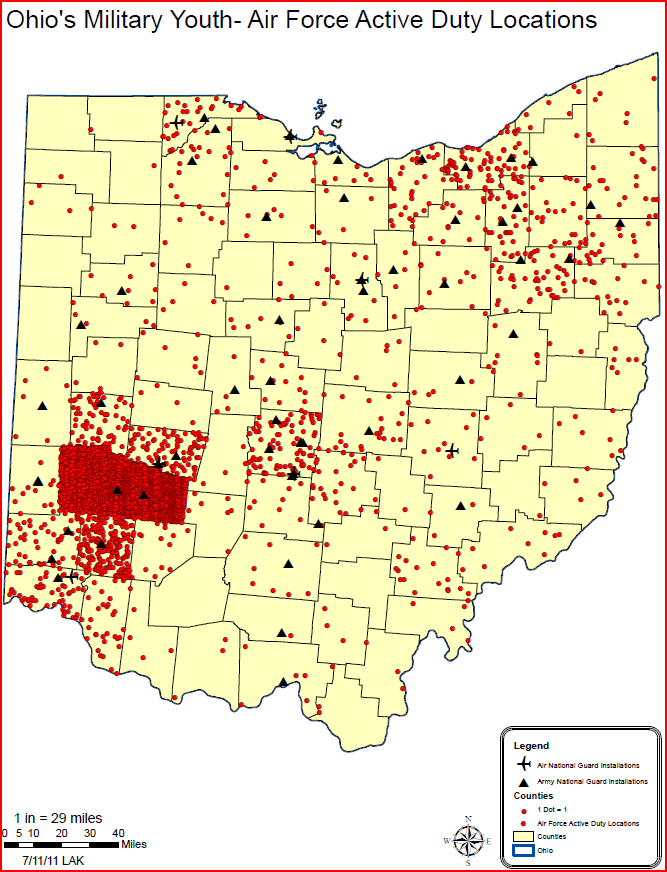 Ohio's Military Youth- Air Force Active Duty Locations
Legend
Air National Guard Installations
Army National Guard Installations
Counties
1 Dot = 1
Air Force Active Duty Locations
Counties
Ohio
1 in = 29 miles
0 5 10 20 30 40
Miles
7/11/11 LAK
N
W E
S